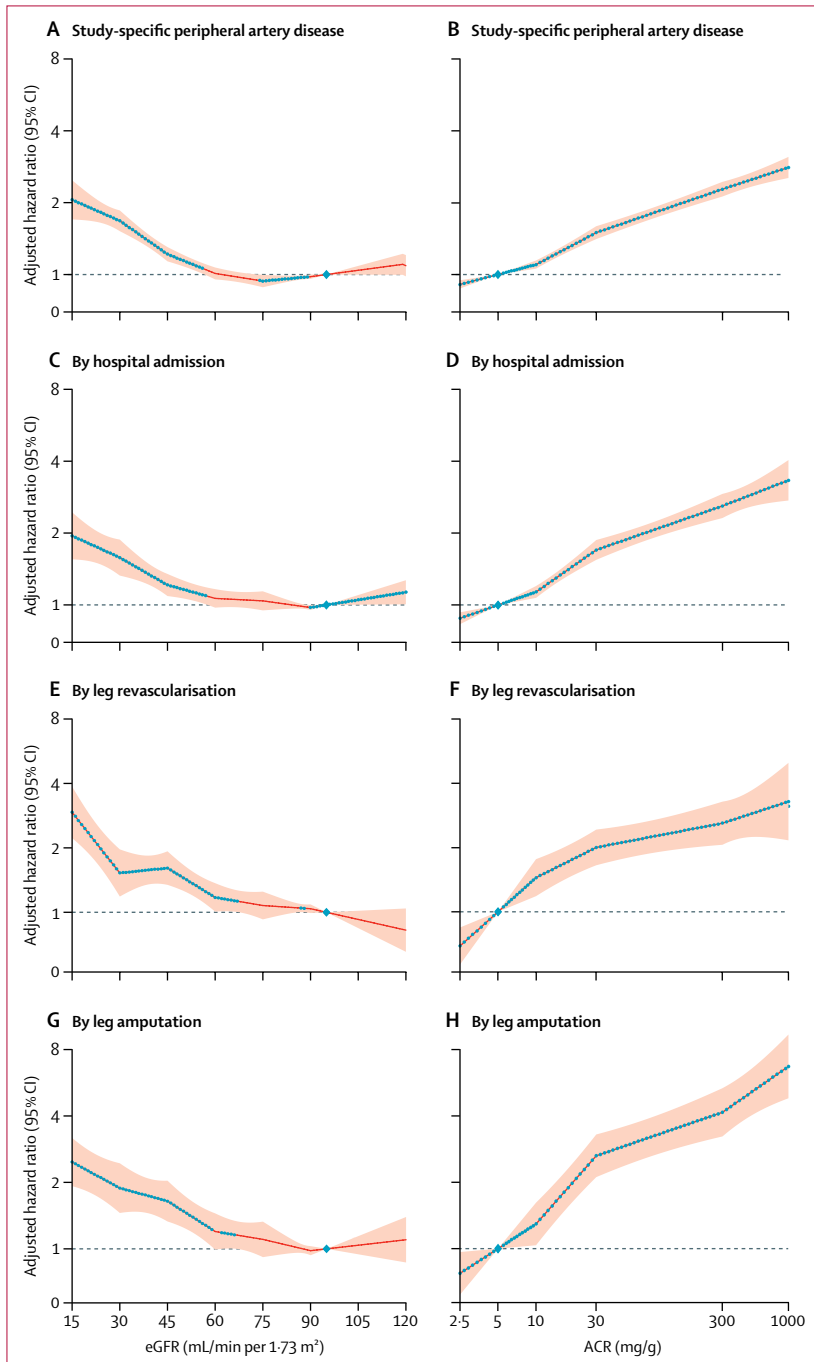 A Study-specific peripheral artery disease
B Study-specific peripheral artery disease
Adjusted hazard ratio (95% CI)
8
4
2
1
0
C By hospital admission
D By hospital admission
Adjusted hazard ratio (95% CI)
8
4
2
1
0
E By leg revascularisation
F By leg revascularisation
Adjusted hazard ratio (95% CI)
8
4
2
1
0
G By leg amputation
H By leg amputation
Adjusted hazard ratio (95% CI)
8
4
2
1
0
15 30 45 60 75 90 105 120
eGFR (mL/min per 1·73 m²)
2·5 5 10 30 300 1000
ACR (mg/g)